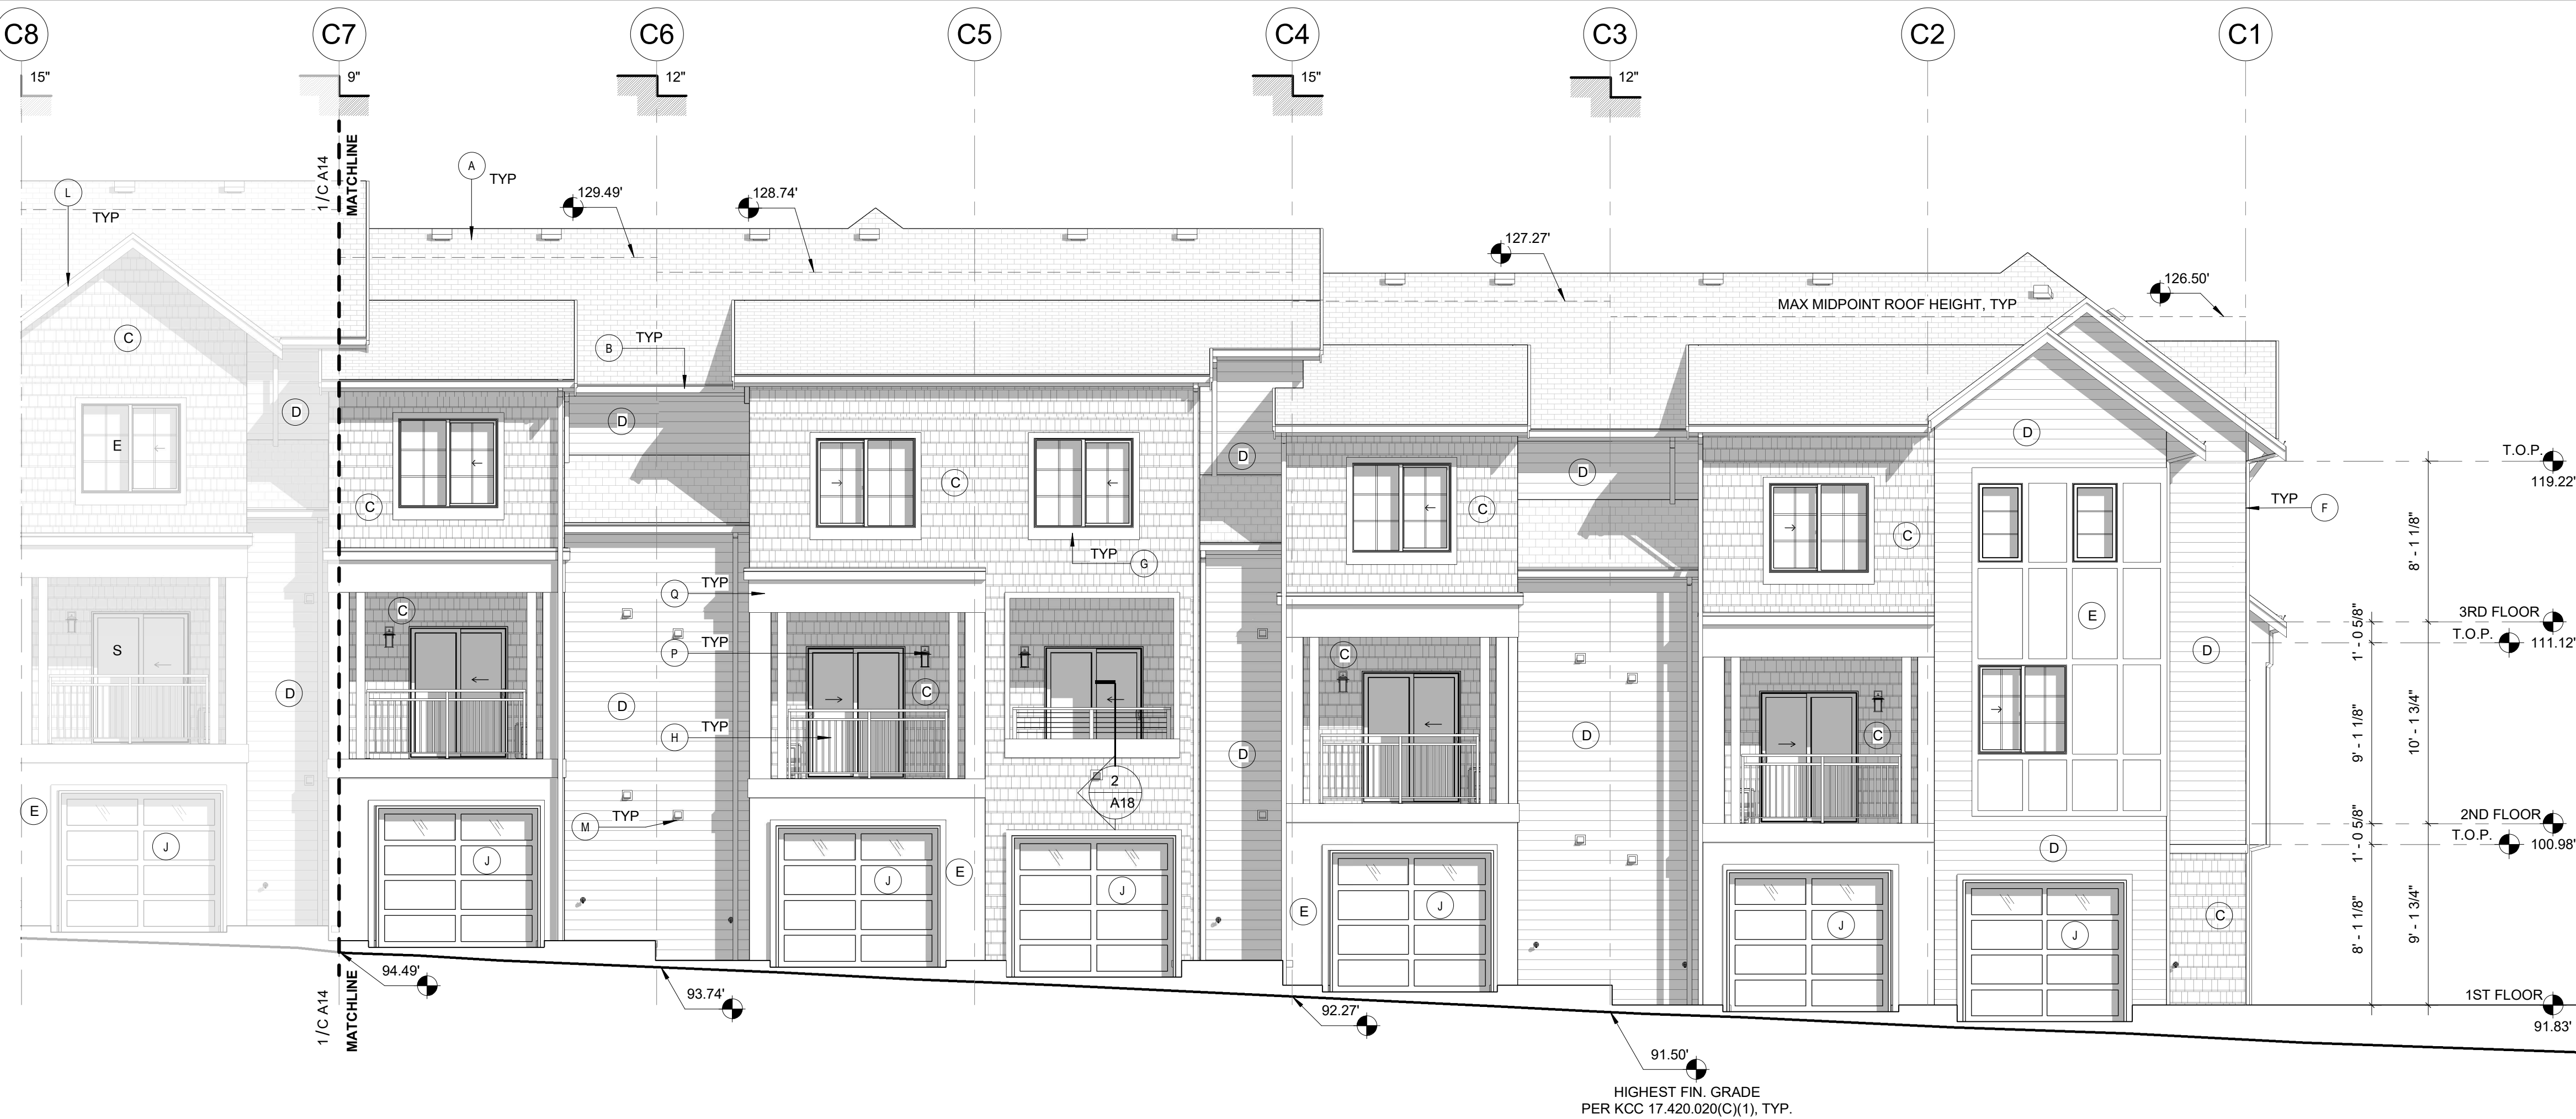 C8
C7
C6
C5
C4
C3
C2
C1
15"
9"
12"
15"
12"
1/C A14
MATCHLINE
A
TYP
L
TYP
129.49'
128.74'
127.27'
126.50'
MAX MIDPOINT ROOF HEIGHT, TYP
B
TYP
C
D
E
C
D
C
D
C
D
C
D
E
T.O.P.
119.22'
TYP
F
8' - 1 1/8"
TYP
G
TYP
Q
C
S
D
TYP
P
C
D
TYP
H
C
D
D
C
C
D
3RD FLOOR
T.O.P.
111.12'
1' - 0 5/8"
9' - 1 1/8"
10' - 1 3/4"
2
A18
TYP
M
E
J
J
J
E
J
E
J
J
D
J
C
2ND FLOOR
T.O.P.
100.98'
1' - 0 5/8"
8' - 1 1/8"
9' - 1 3/4"
1ST FLOOR
91.83'
94.49'
93.74'
92.27'
91.50'
1/C A14
MATCHLINE
HIGHEST FIN. GRADE
PER KCC 17.420.020(C)(1), TYP.